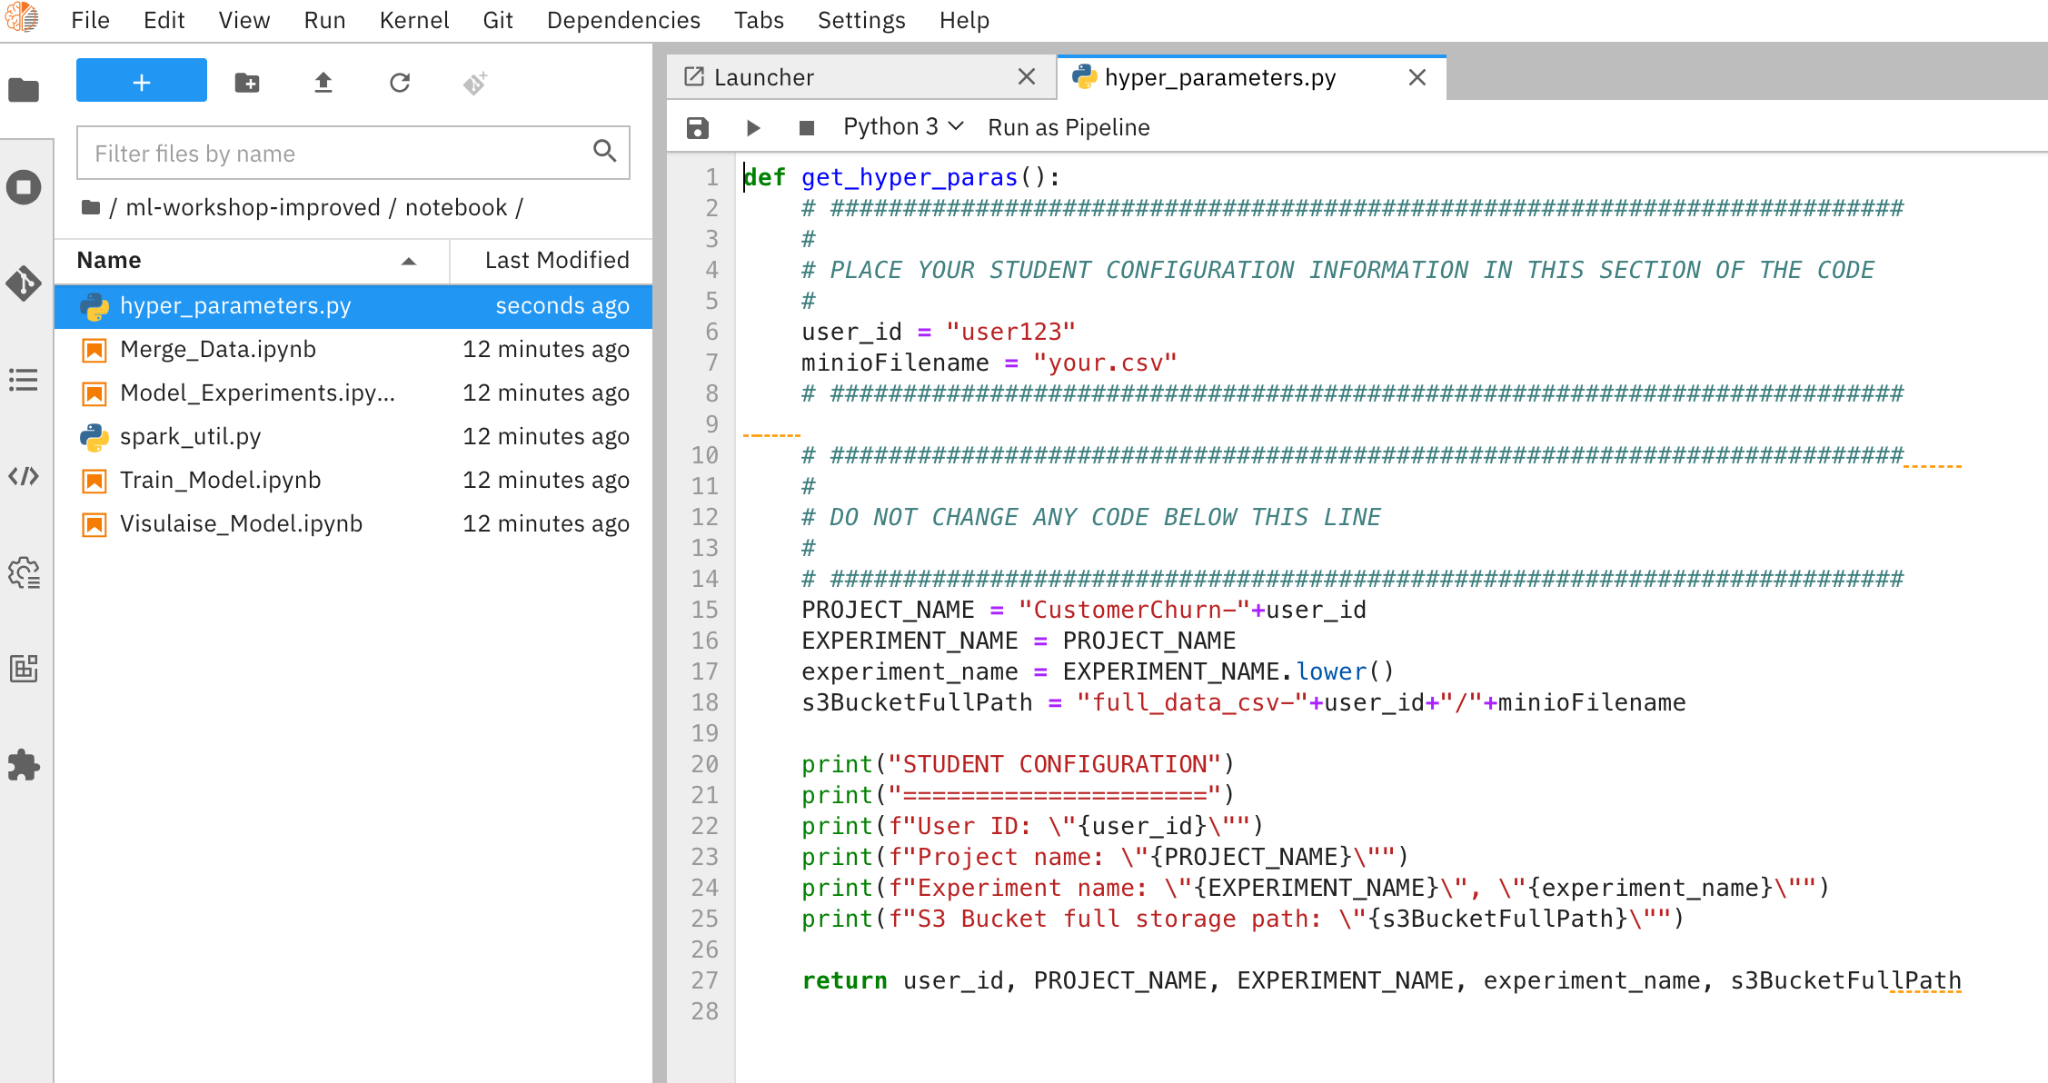 File Edit View Run Kernel Git Dependencies Tabs Settings Help
+
Filter files by name
/ ml-workshop-improved / notebook /
Name Last Modified
hyper_parameters.py seconds ago
Merge_Data.ipynb 12 minutes ago
Model_Experiments.ipy... 12 minutes ago
spark_util.py 12 minutes ago
Train_Model.ipynb 12 minutes ago
Visulaise_Model.ipynb 12 minutes ago
Launcher hyper_parameters.py
Python 3 Run as Pipeline
1 def get_hyper_paras():
2     # ##########################################################################
3     #
4     # PLACE YOUR STUDENT CONFIGURATION INFORMATION IN THIS SECTION OF THE CODE
5     #
6     user_id = "user123"
7     minioFilename = "your.csv"
8     # ##########################################################################
9
10     # ##########################################################################
11     #
12     # DO NOT CHANGE ANY CODE BELOW THIS LINE
13     #
14     # ##########################################################################
15     PROJECT_NAME = "CustomerChurn-"+user_id
16     EXPERIMENT_NAME = PROJECT_NAME
17     experiment_name = EXPERIMENT_NAME.lower()
18     s3BucketFullPath = "full_data_csv-"+user_id+"/"+minioFilename
19
20     print("STUDENT CONFIGURATION")
21     print("=====================")
22     print(f"User ID: \"{user_id}\"")
23     print(f"Project name: \"{PROJECT_NAME}\"")
24     print(f"Experiment name: \"{EXPERIMENT_NAME}\", \"{experiment_name}\"")
25     print(f"S3 Bucket full storage path: \"{s3BucketFullPath}\"")
26
27     return user_id, PROJECT_NAME, EXPERIMENT_NAME, experiment_name, s3BucketFullPath
28